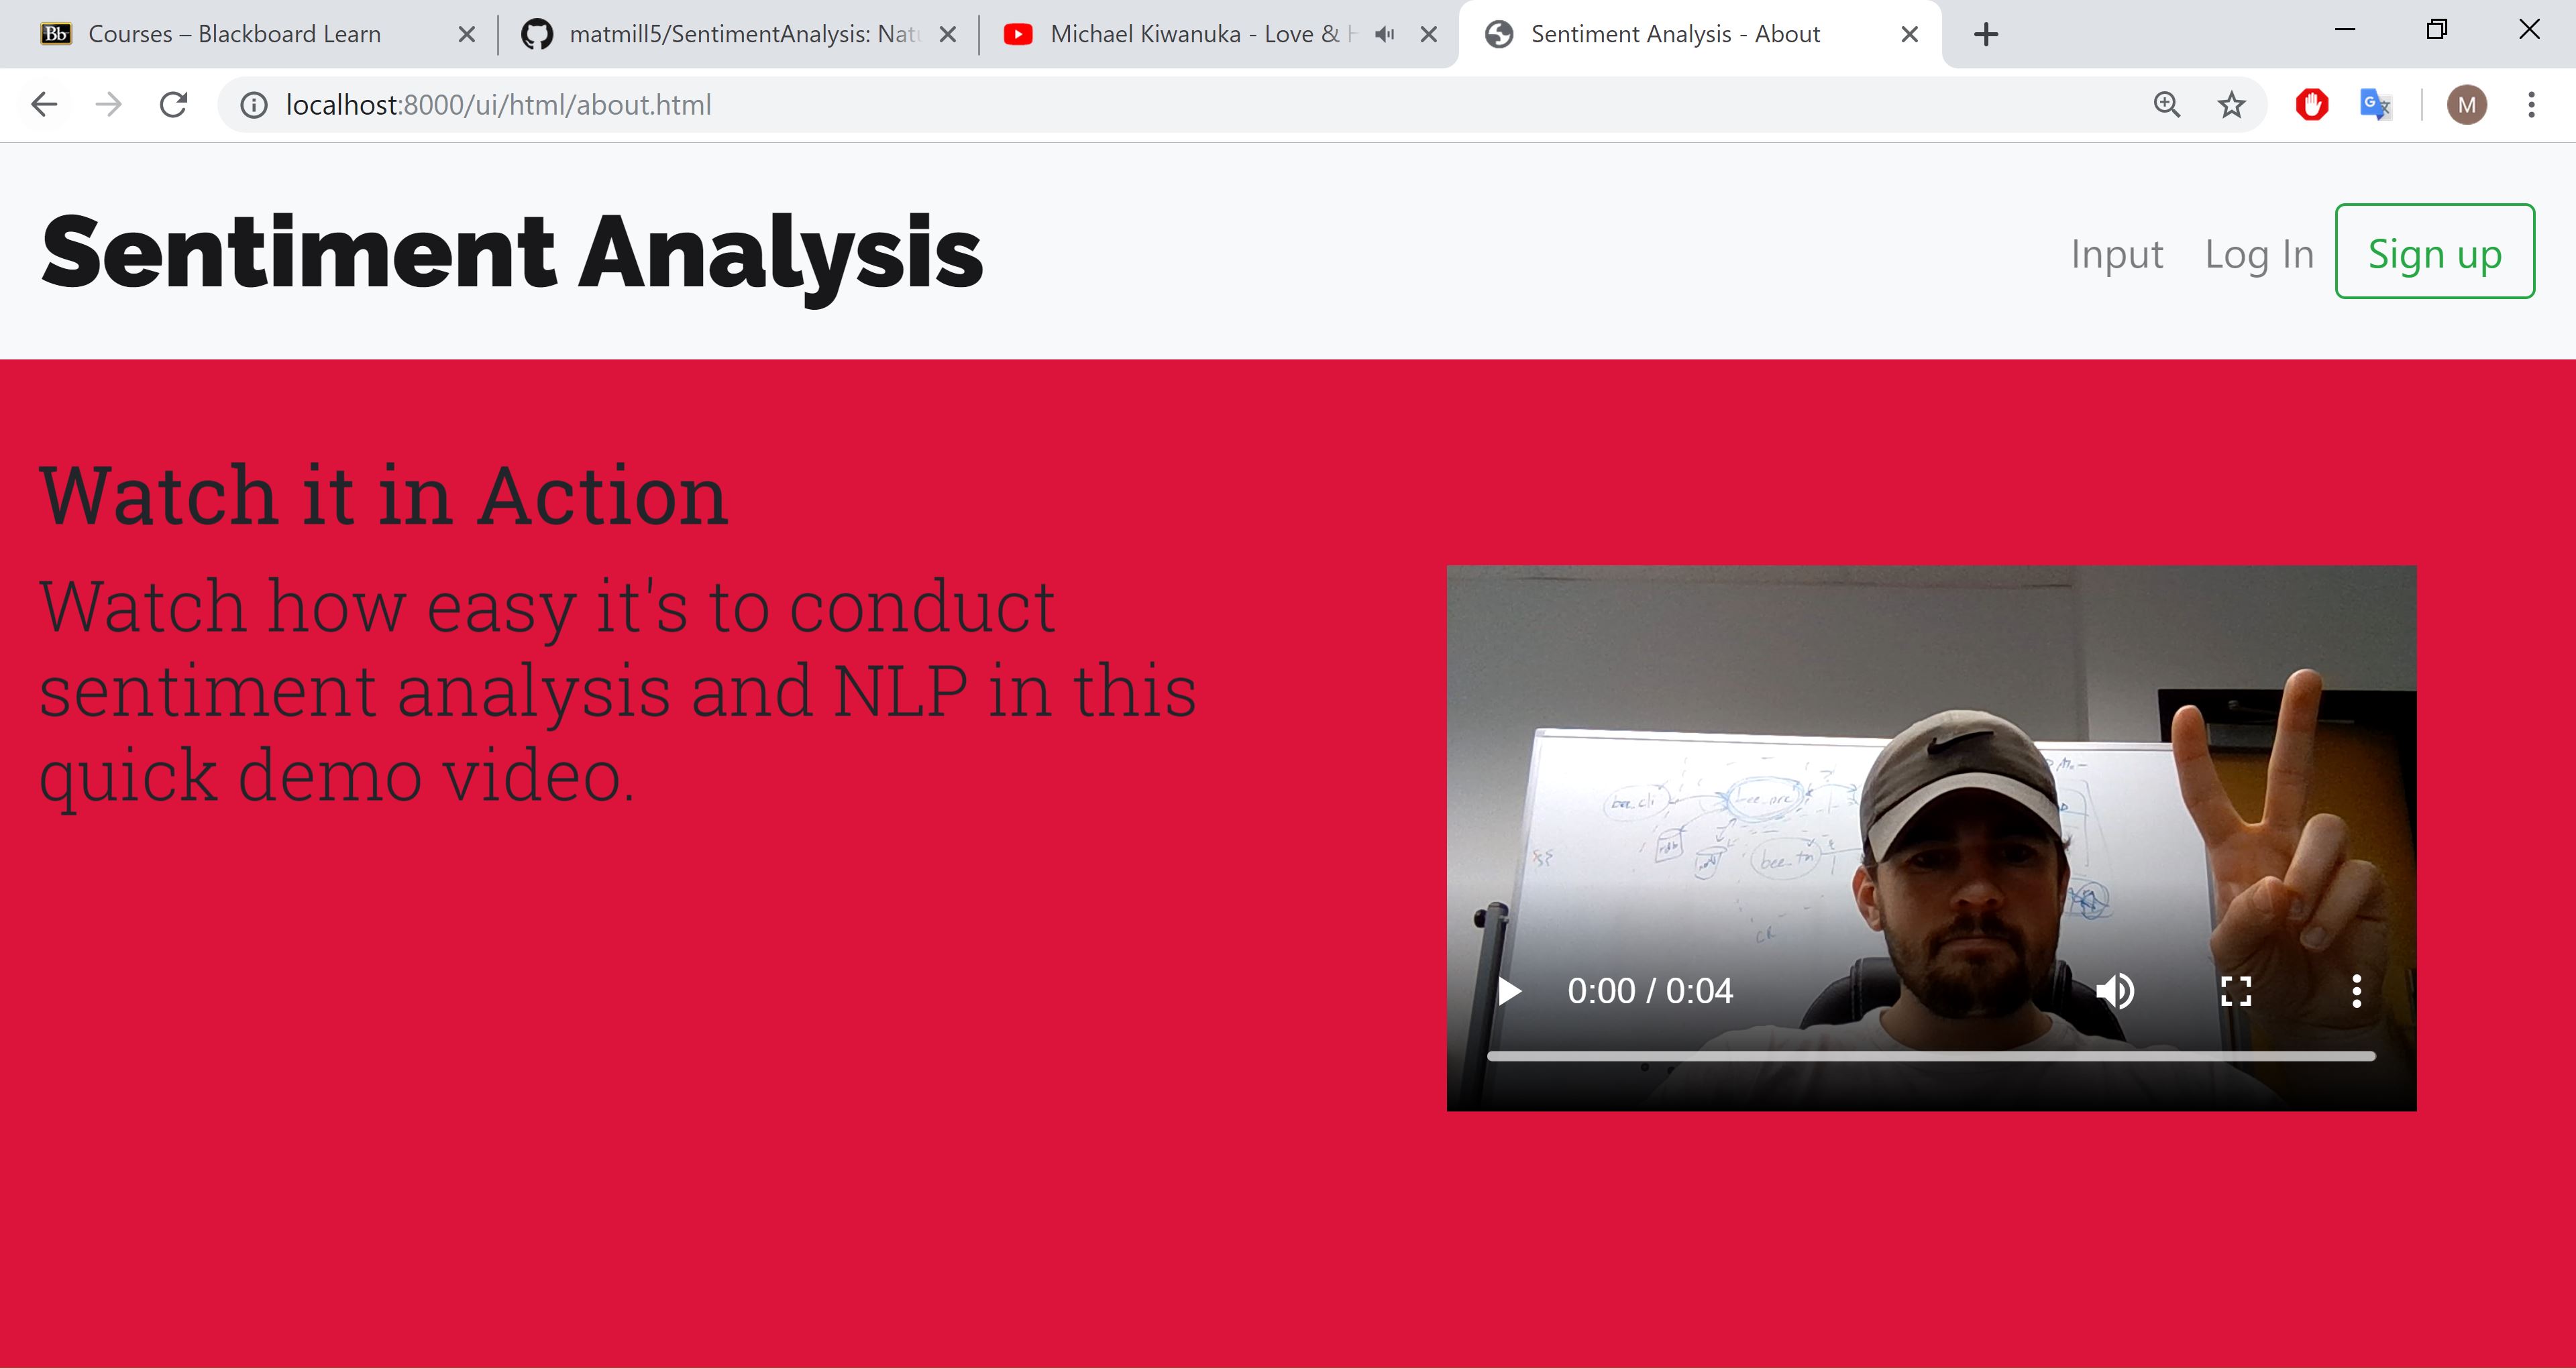 Courses – Blackboard Learn
matmill5/SentimentAnalysis: Natu
Michael Kiwanuka - Love & H
Sentiment Analysis - About
localhost:8000/ui/html/about.html
M
Sentiment Analysis
Input
Log In
Sign up
Watch it in Action
Watch how easy it's to conduct
sentiment analysis and NLP in this
quick demo video.
bee_cli
bee_orc
bee_tn
CR
0:00 / 0:04